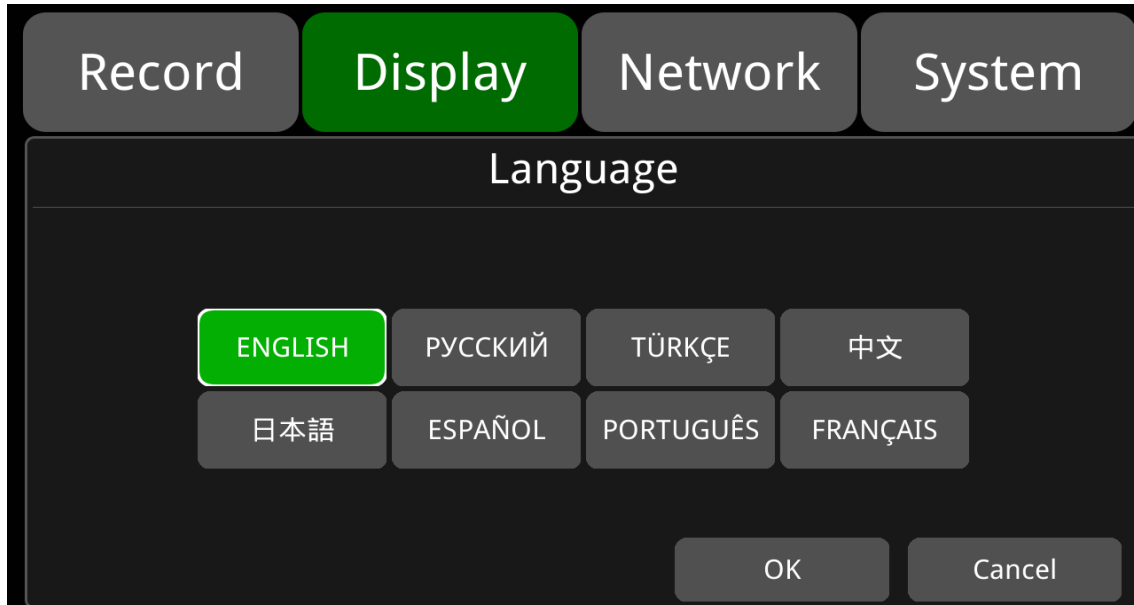 Record Display Network System
Language
ENGLISH РУССКИЙ TÜRKÇE 中文
日本語 ESPAÑOL PORTUGUÊS FRANÇAIS
OK Cancel